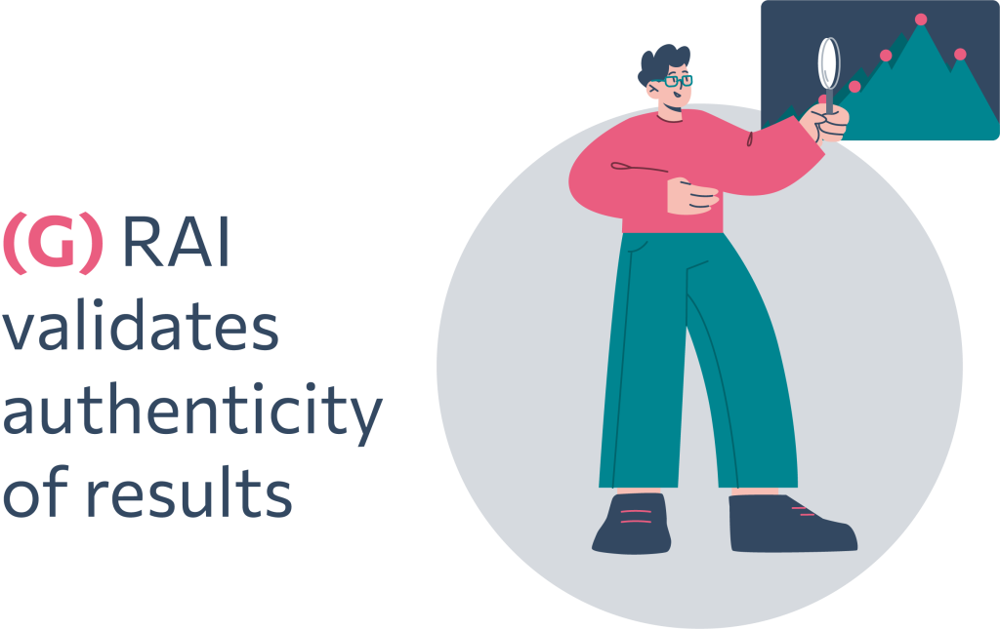 (G) RAI
validates
authenticity
of results